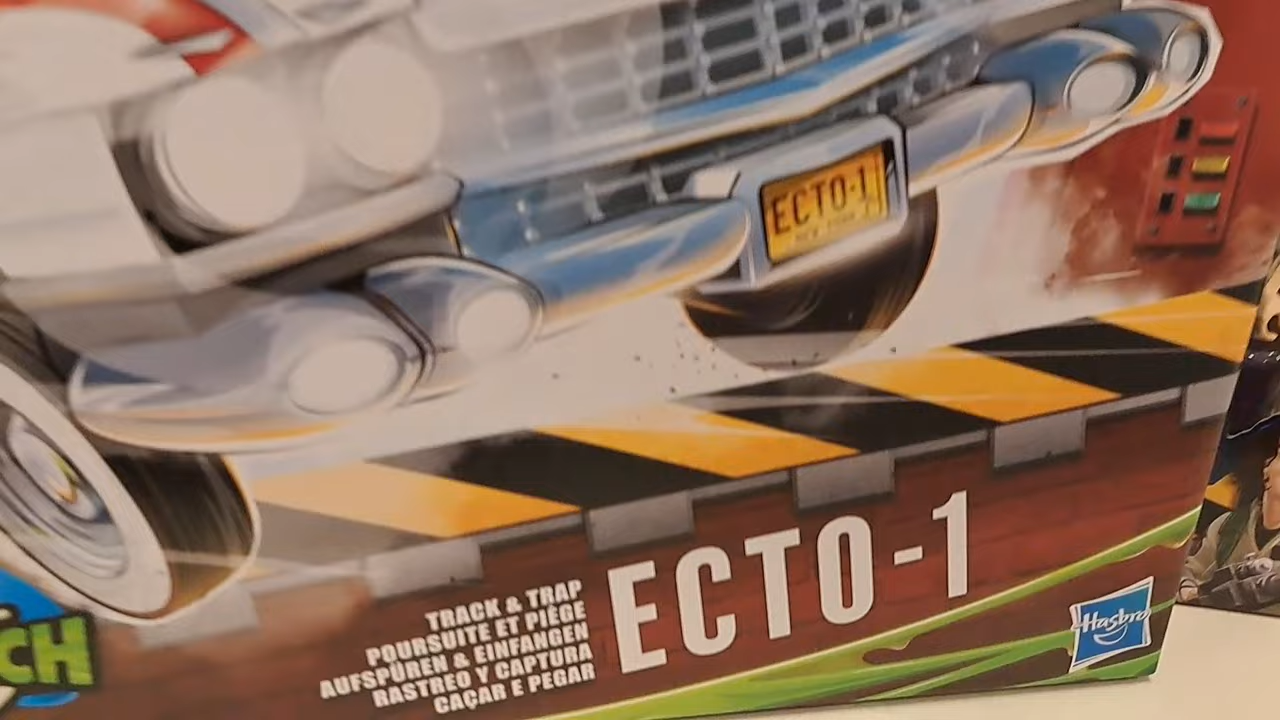 ECTO-1
NEW YORK
TRACK & TRAP
POURSUITE ET PIÈGE
AUFSPÜREN & EINFANGEN
RASTREO Y CAPTURA
CAÇAR E PEGAR
ECTO-1
Hasbro
CH